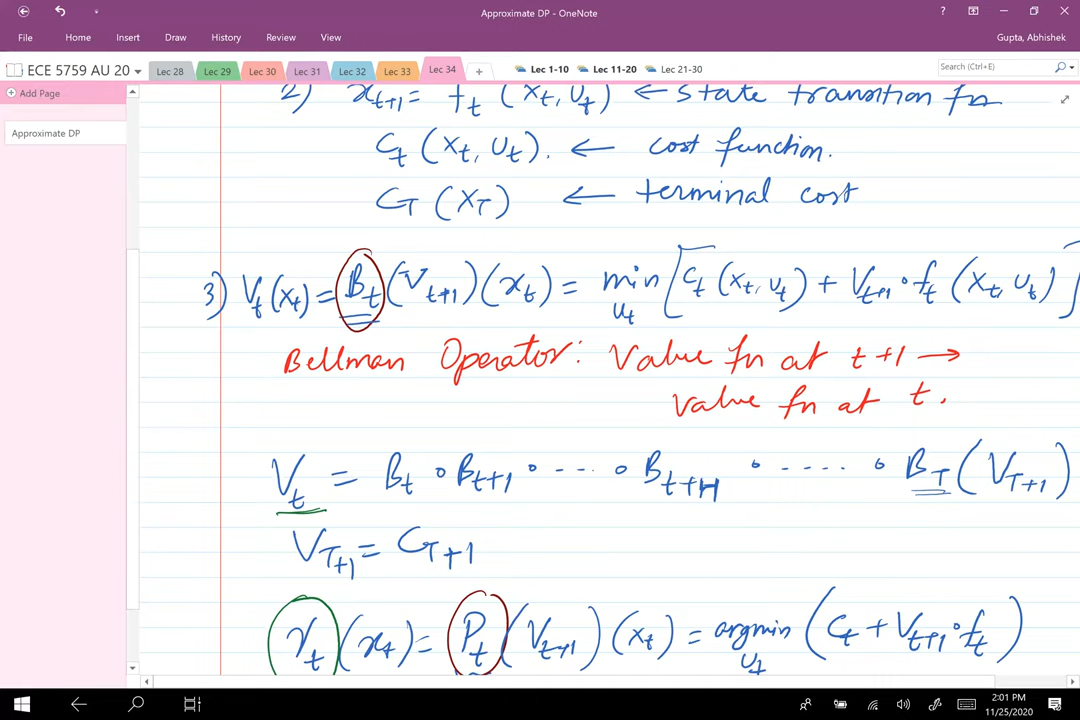 Approximate DP - OneNote
Gupta, Abhishek
File Home Insert Draw History Review View
ECE 5759 AU 20 Lec 28 Lec 29 Lec 30 Lec 31 Lec 32 Lec 33 Lec 34 + Lec 1-10 Lec 11-20 Lec 21-30 Search (Ctrl+E)
Add Page
Approximate DP
2) x_{t+1} = f_t (x_t, u_t) ← state transition fn
C_t (x_t, u_t). ← cost function.
C_T (x_T) ← terminal cost
3) V_t(x_t) = B_t (V_{t+1})(x_t) = min_{u_t} [ C_t (x_t, u_t) + V_{t+1} ∘ f_t (x_t, u_t) ]
Bellman Operator: Value fn at t+1 →
value fn at t.
V_t = B_t ∘ B_{t+1} ∘ ... ∘ B_{t+H} ∘ .... ∘ B_T (V_{T+1})
V_{T+1} = C_{T+1}
γ_t (x_t) = P_t (V_{t+1}) (x_t) = argmin_{u_t} (C_t + V_{t+1} ∘ f_t)
2:01 PM
11/25/2020